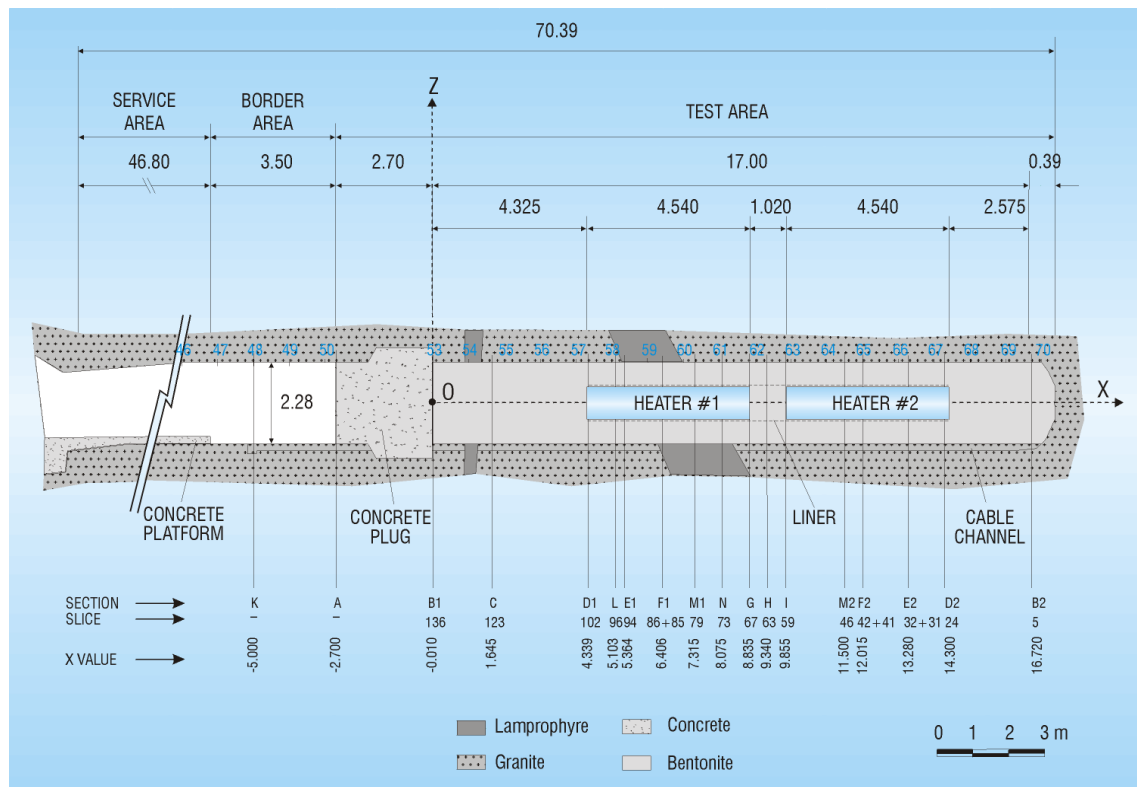 70.39
Z
SERVICE AREA
BORDER AREA
TEST AREA
46.80 3.50 2.70 17.00 0.39
4.325 4.540 1.020 4.540 2.575
46 47 48 49 50 53 54 55 56 57 58 59 60 61 62 63 64 65 66 67 68 69 70
2.28
O
HEATER #1
HEATER #2
X
CONCRETE PLATFORM
CONCRETE PLUG
LINER
CABLE CHANNEL
SECTION K A B1 C D1 L E1 F1 M1 N G H I M2 F2 E2 D2 B2
SLICE – – 136 123 102 96 94 86+85 79 73 67 63 59 46 42+41 32+31 24 5
X VALUE -5.000 -2.700 -0.010 1.645 4.339 5.103 5.364 6.406 7.315 8.075 8.835 9.340 9.855 11.500 12.015 13.280 14.300 16.720
Lamprophyre
Concrete
Granite
Bentonite
0 1 2 3 m